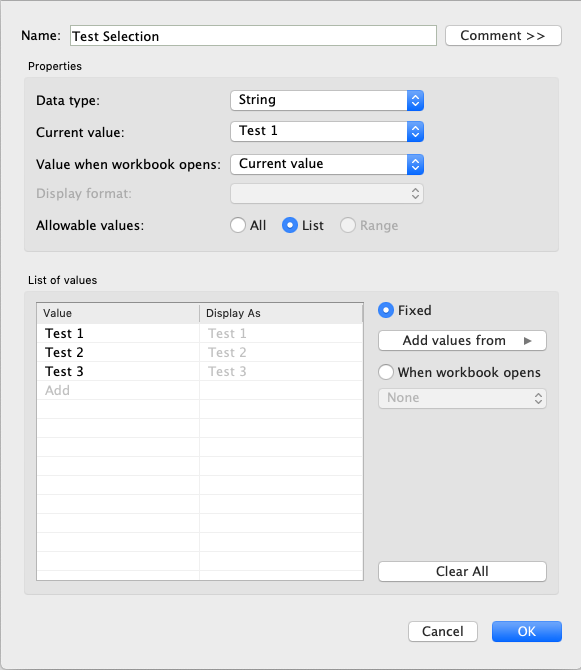 Name: Test Selection Comment >>
Properties
Data type: String
Current value: Test 1
Value when workbook opens: Current value
Display format:
Allowable values: All List Range
List of values
Value Display As
Test 1 Test 1
Test 2 Test 2
Test 3 Test 3
Add
Fixed
Add values from
When workbook opens
None
Clear All
Cancel OK